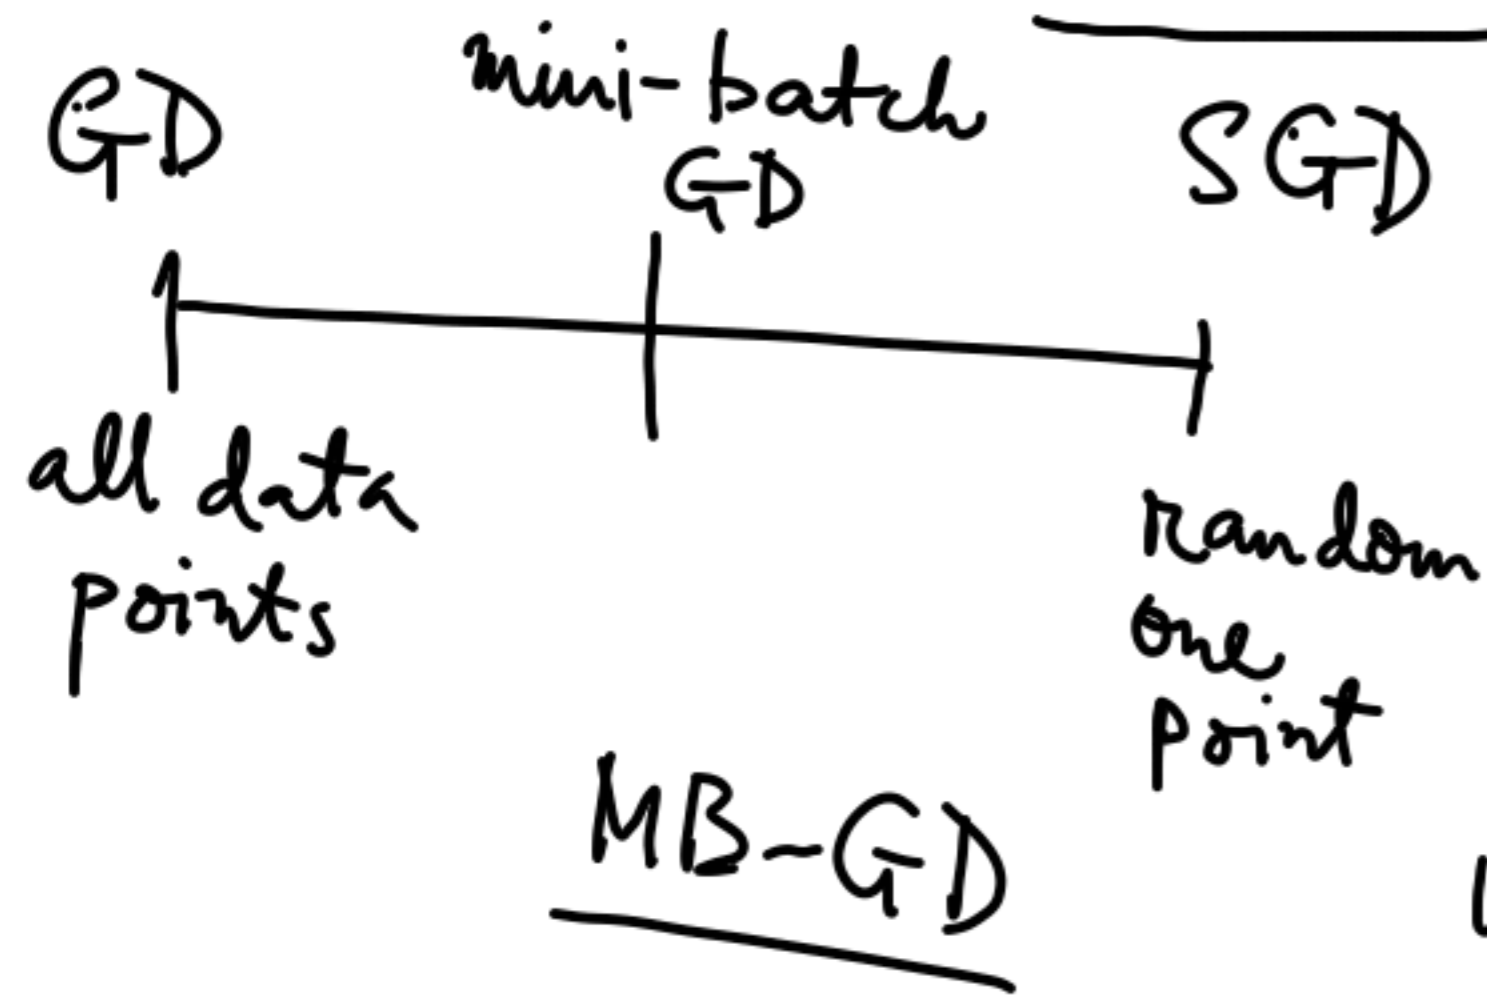 GD
mini-batch
GD
SGD
all data
points
random
one
point
MB-GD